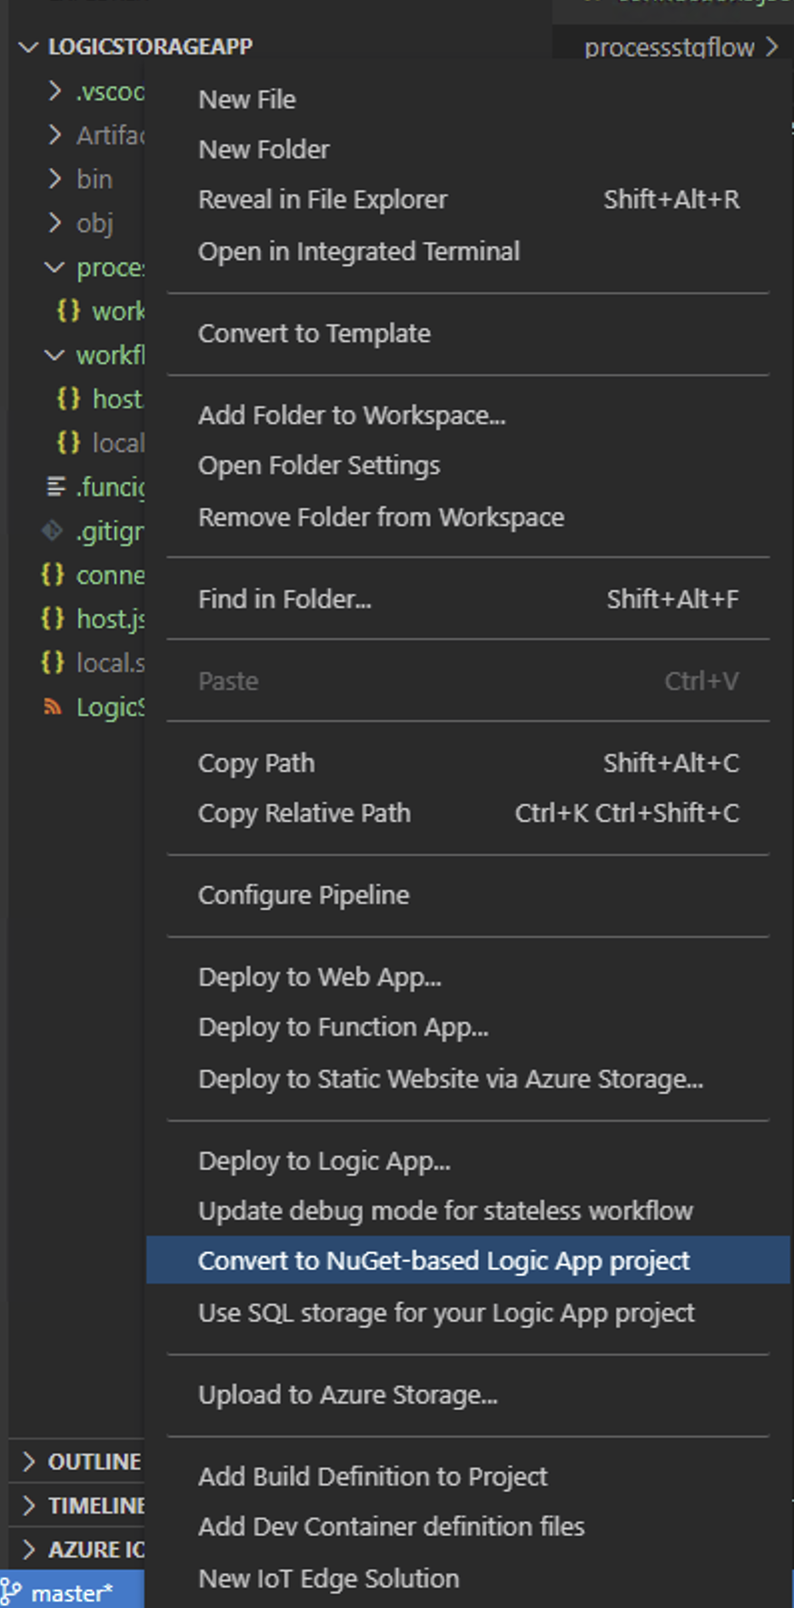 LOGICSTORAGEAPP
processstgflow
.vscod
Artifac
bin
obj
proces
work
workfl
host.
local
.funcig
.gitign
conne
host.js
local.s
LogicS
New File
New Folder
Reveal in File Explorer Shift+Alt+R
Open in Integrated Terminal
Convert to Template
Add Folder to Workspace...
Open Folder Settings
Remove Folder from Workspace
Find in Folder... Shift+Alt+F
Paste Ctrl+V
Copy Path Shift+Alt+C
Copy Relative Path Ctrl+K Ctrl+Shift+C
Configure Pipeline
Deploy to Web App...
Deploy to Function App...
Deploy to Static Website via Azure Storage...
Deploy to Logic App...
Update debug mode for stateless workflow
Convert to NuGet-based Logic App project
Use SQL storage for your Logic App project
Upload to Azure Storage...
Add Build Definition to Project
Add Dev Container definition files
New IoT Edge Solution
OUTLINE
TIMELINE
AZURE IO
master*